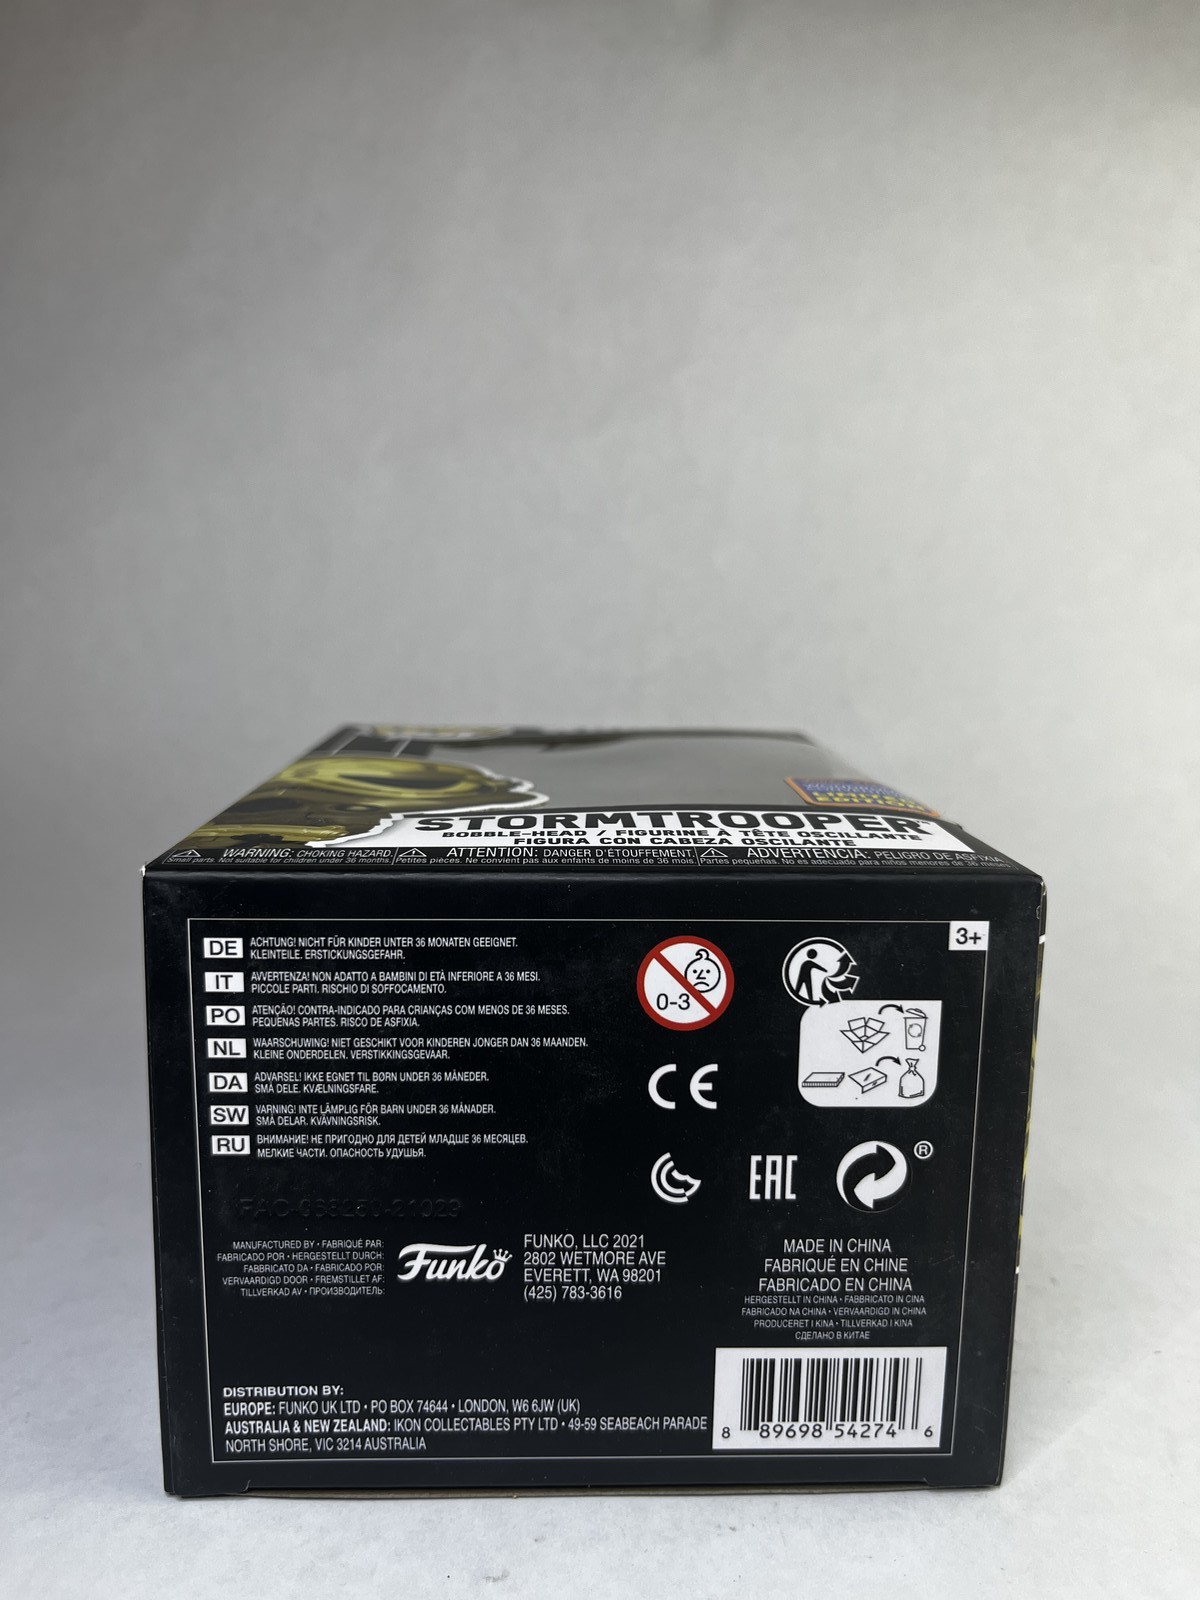 LIMITED
EDITION
STORMTROOPER™
BOBBLE-HEAD / FIGURINE À TÊTE OSCILLANTE
FIGURA CON CABEZA OSCILANTE
WARNING: CHOKING HAZARD.
Small parts. Not suitable for children under 36 months.
ATTENTION: DANGER D'ÉTOUFFEMENT.
Petites pièces. Ne convient pas aux enfants de moins de 36 mois.
ADVERTENCIA: PELIGRO DE ASFIXIA.
Partes pequeñas. No es adecuado para niños menores de 36 meses.
3+
DE ACHTUNG! NICHT FÜR KINDER UNTER 36 MONATEN GEEIGNET.
KLEINTEILE. ERSTICKUNGSGEFAHR.
IT AVVERTENZA! NON ADATTO A BAMBINI DI ETÀ INFERIORE A 36 MESI.
PICCOLE PARTI. RISCHIO DI SOFFOCAMENTO.
PO ATENÇÃO! CONTRA-INDICADO PARA CRIANÇAS COM MENOS DE 36 MESES.
PEQUENAS PARTES. RISCO DE ASFIXIA.
NL WAARSCHUWING! NIET GESCHIKT VOOR KINDEREN JONGER DAN 36 MAANDEN.
KLEINE ONDERDELEN. VERSTIKKINGSGEVAAR.
DA ADVARSEL! IKKE EGNET TIL BØRN UNDER 36 MÅNEDER.
SMÅ DELE. KVÆLNINGSFARE.
SW VARNING! INTE LÄMPLIG FÖR BARN UNDER 36 MÅNADER.
SMÅ DELAR. KVÄVNINGSRISK.
RU ВНИМАНИЕ! НЕ ПРИГОДНО ДЛЯ ДЕТЕЙ МЛАДШЕ 36 МЕСЯЦЕВ.
МЕЛКИЕ ЧАСТИ. ОПАСНОСТЬ УДУШЬЯ.
0-3
CE
EAC
®
MANUFACTURED BY • FABRIQUÉ PAR:
FABRICADO POR • HERGESTELLT DURCH:
FABBRICATO DA • FABRICADO POR:
VERVAARDIGD DOOR • FREMSTILLET AF:
TILLVERKAD AV • ПРОИЗВОДИТЕЛЬ:
Funko
FUNKO, LLC 2021
2802 WETMORE AVE
EVERETT, WA 98201
(425) 783-3616
MADE IN CHINA
FABRIQUÉ EN CHINE
FABRICADO EN CHINA
HERGESTELLT IN CHINA • FABBRICATO IN CINA
FABRICADO NA CHINA • VERVAARDIGD IN CHINA
PRODUCERET I KINA • TILLVERKAD I KINA
СДЕЛАНО В КИТАЕ
DISTRIBUTION BY:
EUROPE: FUNKO UK LTD • PO BOX 74644 • LONDON, W6 6JW (UK)
AUSTRALIA & NEW ZEALAND: IKON COLLECTABLES PTY LTD • 49-59 SEABEACH PARADE
NORTH SHORE, VIC 3214 AUSTRALIA
8 89698 54274 6